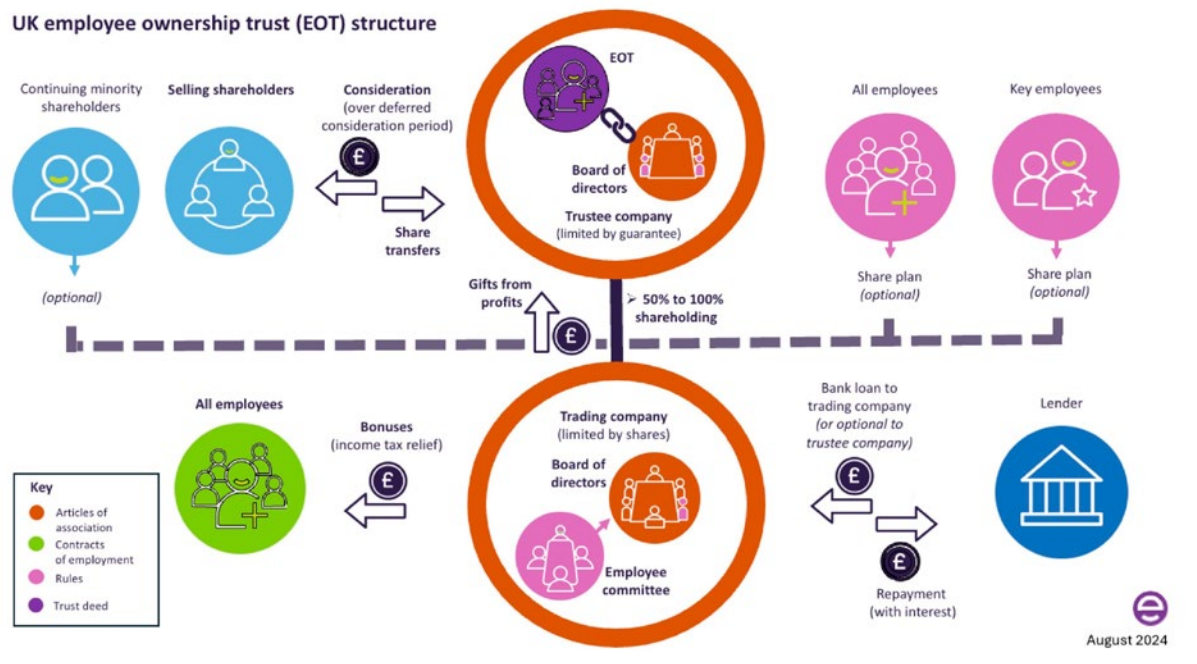 UK employee ownership trust (EOT) structure
Continuing minority
shareholders
(optional)
Selling shareholders
Consideration
(over deferred
consideration period)
£
Share
transfers
EOT
Board of
directors
Trustee company
(limited by guarantee)
All employees
Share plan
(optional)
Key employees
Share plan
(optional)
Gifts from
profits
£
➢ 50% to 100%
shareholding
All employees
Bonuses
(income tax relief)
£
Trading company
(limited by shares)
Board of
directors
Employee
committee
Bank loan to
trading company
(or optional to
trustee company)
£
£
Repayment
(with interest)
Lender
Key
Articles of
association
Contracts
of employment
Rules
Trust deed
e
August 2024